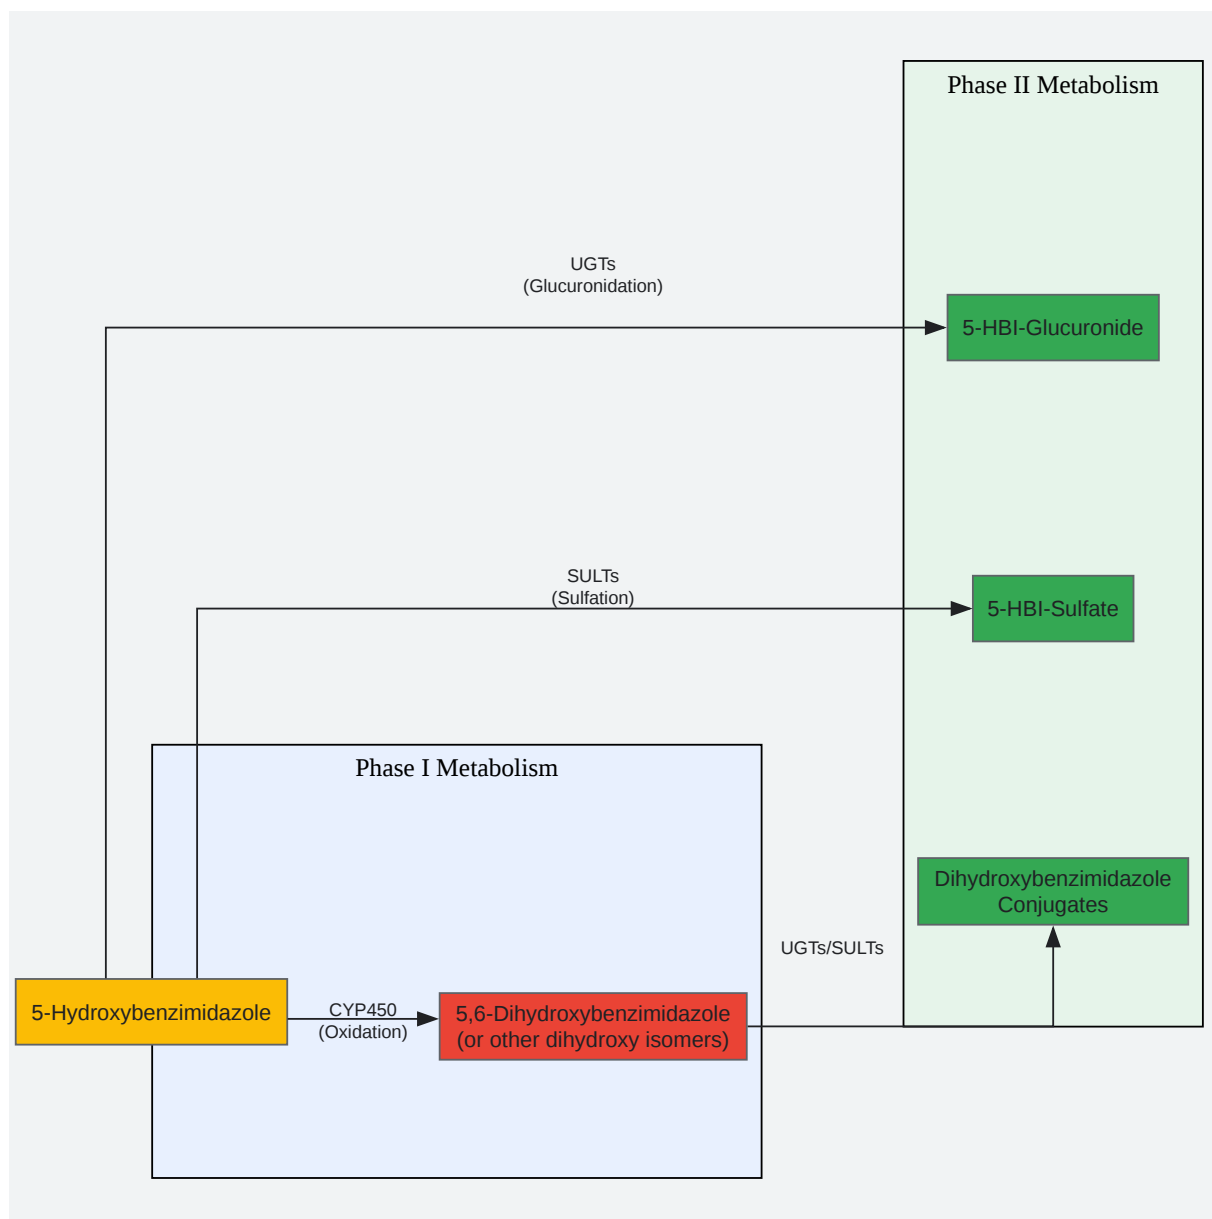 Phase II Metabolism
UGTs
(Glucuronidation)
5-HBI-Glucuronide
SULTs
(Sulfation)
5-HBI-Sulfate
Phase I Metabolism
Dihydroxybenzimidazole
Conjugates
UGTs/SULTs
5-Hydroxybenzimidazole
CYP450
(Oxidation)
5,6-Dihydroxybenzimidazole
(or other dihydroxy isomers)